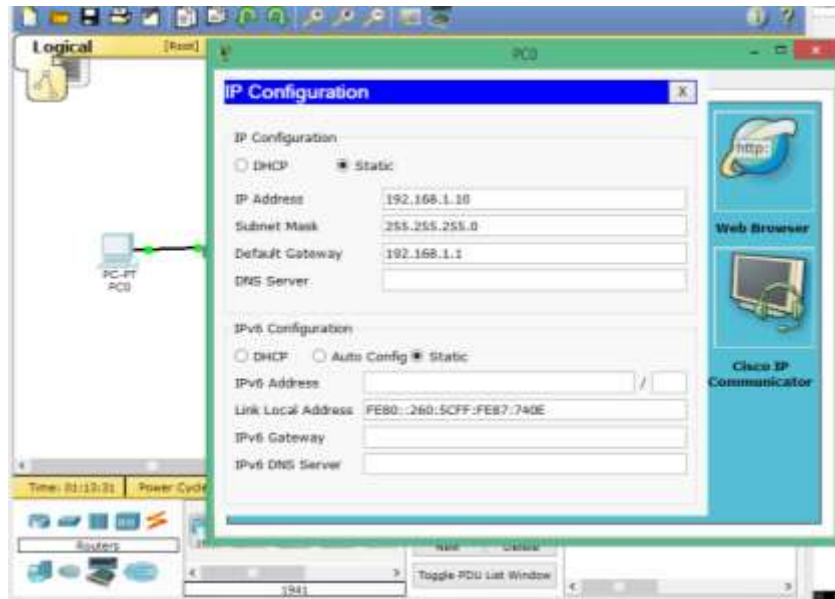 Logical
[Root]
PC0
IP Configuration
X
IP Configuration
DHCP
Static
IP Address
192.168.1.10
Subnet Mask
255.255.255.0
Default Gateway
192.168.1.1
DNS Server
IPv6 Configuration
DHCP
Auto Config
Static
IPv6 Address
/
Link Local Address
FE80::260:5CFF:FE87:740E
IPv6 Gateway
IPv6 DNS Server
http:
Web Browser
Cisco IP
Communicator
PC-PT
PC0
Time: 01:13:31
Power Cycle
Routers
New
Delete
Toggle PDU List Window
1941